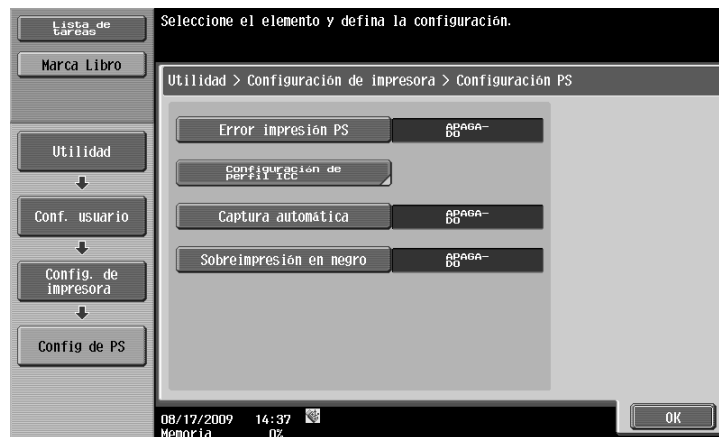 Lista de
tareas
Seleccione el elemento y defina la configuración.
Marca Libro
Utilidad > Configuración de impresora > Configuración PS
Error impresión PS
APAGA-
DO
Configuración de
perfil ICC
Captura automática
APAGA-
DO
Sobreimpresión en negro
APAGA-
DO
Utilidad
Conf. usuario
Config. de
impresora
Config de PS
08/17/2009 14:37
Memoria 0%
OK